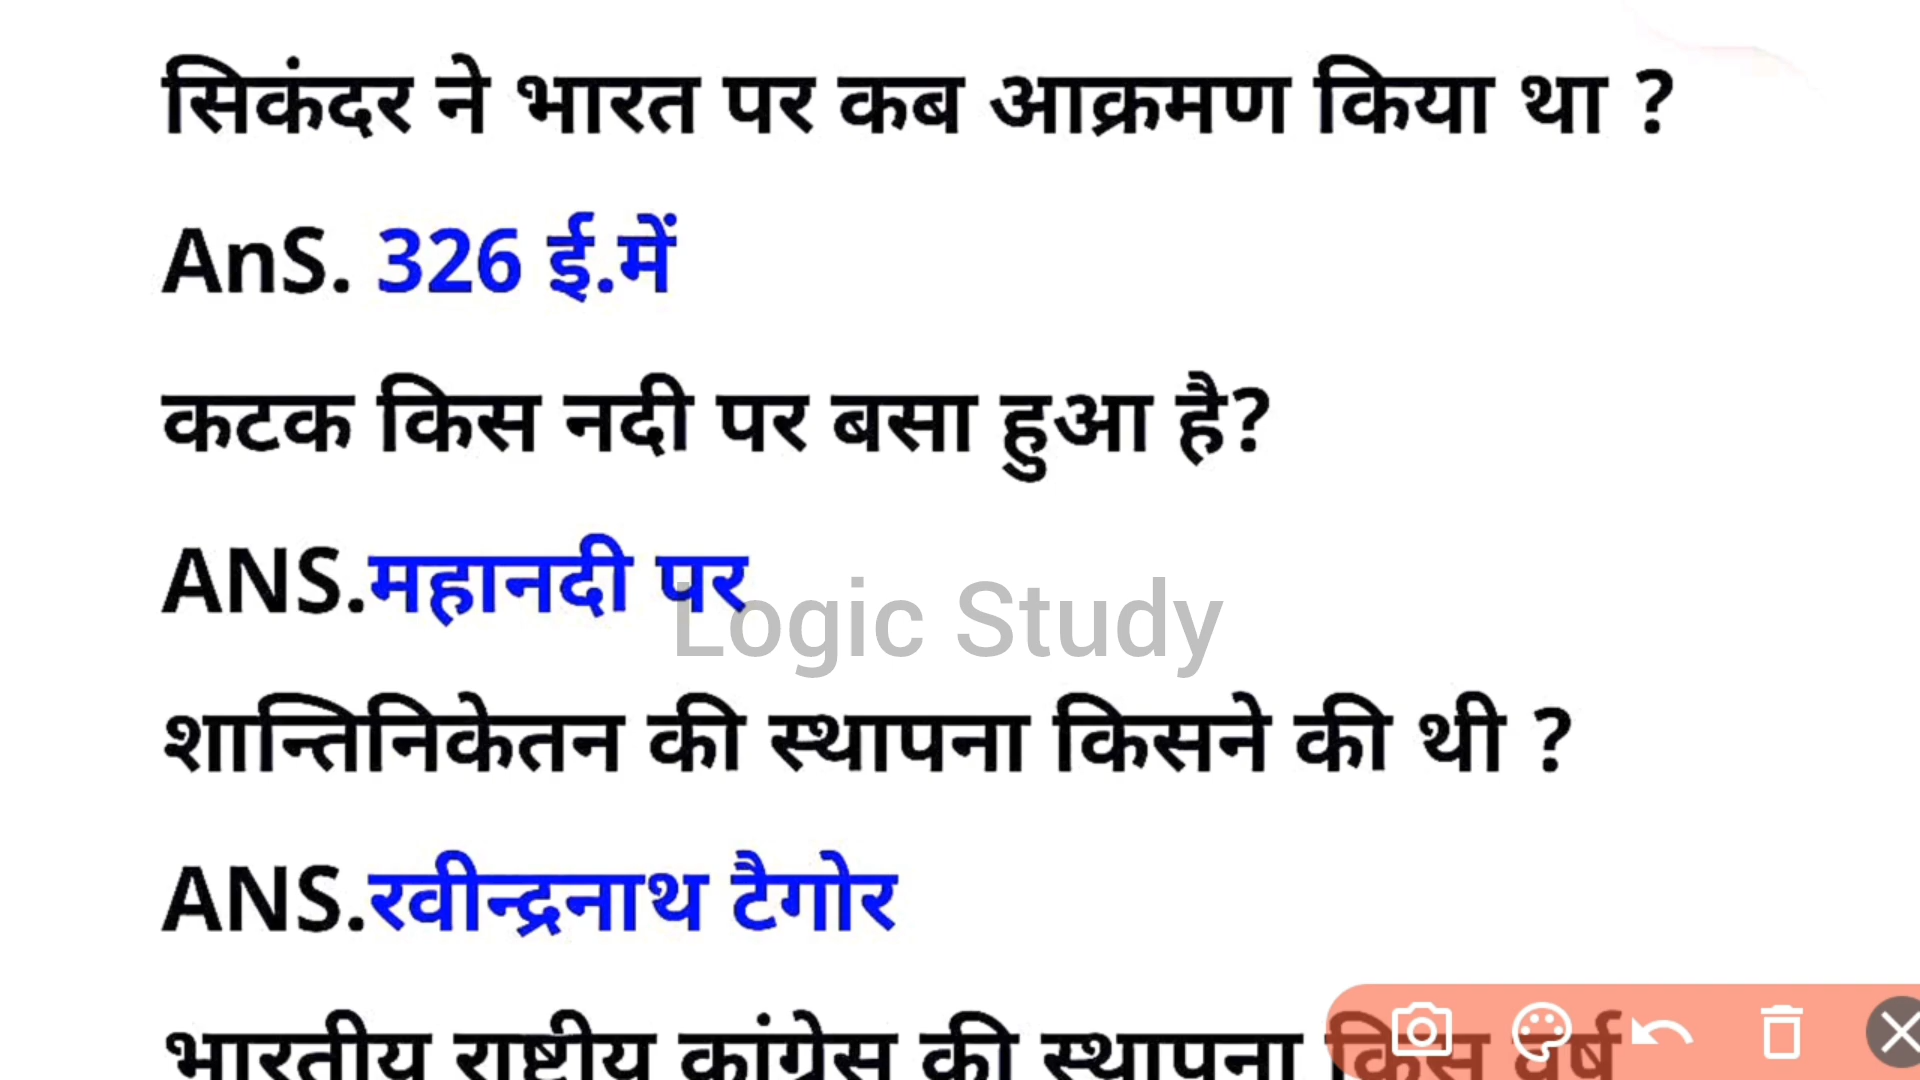 सिकंदर ने भारत पर कब आक्रमण किया था ?
AnS. 326 ई.में
कटक किस नदी पर बसा हुआ है?
ANS.महानदी पर
Logic Study
शान्तिनिकेतन की स्थापना किसने की थी ?
ANS.रवीन्द्रनाथ टैगोर
भारतीय राष्ट्रीय कांग्रेस की स्थापना किस वर्ष